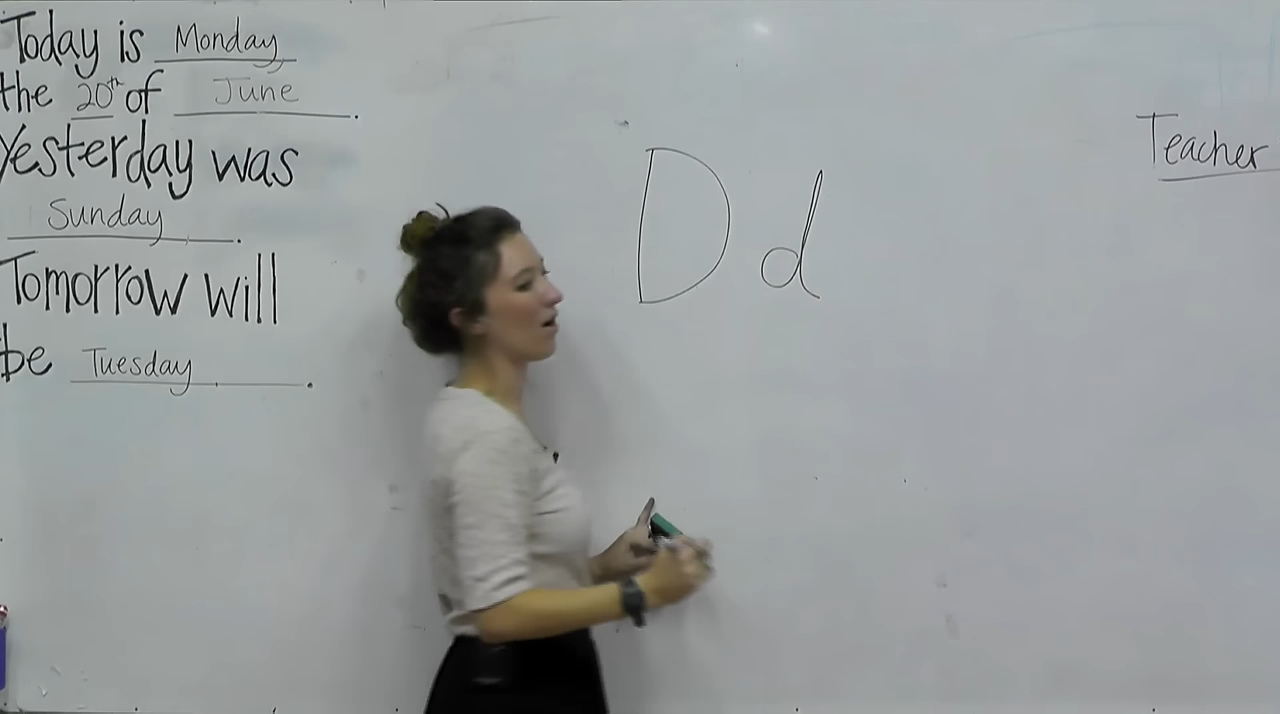 Today is Monday
the 20th of June.
Yesterday was
Sunday.
Tomorrow will
be Tuesday.
D d
Teacher